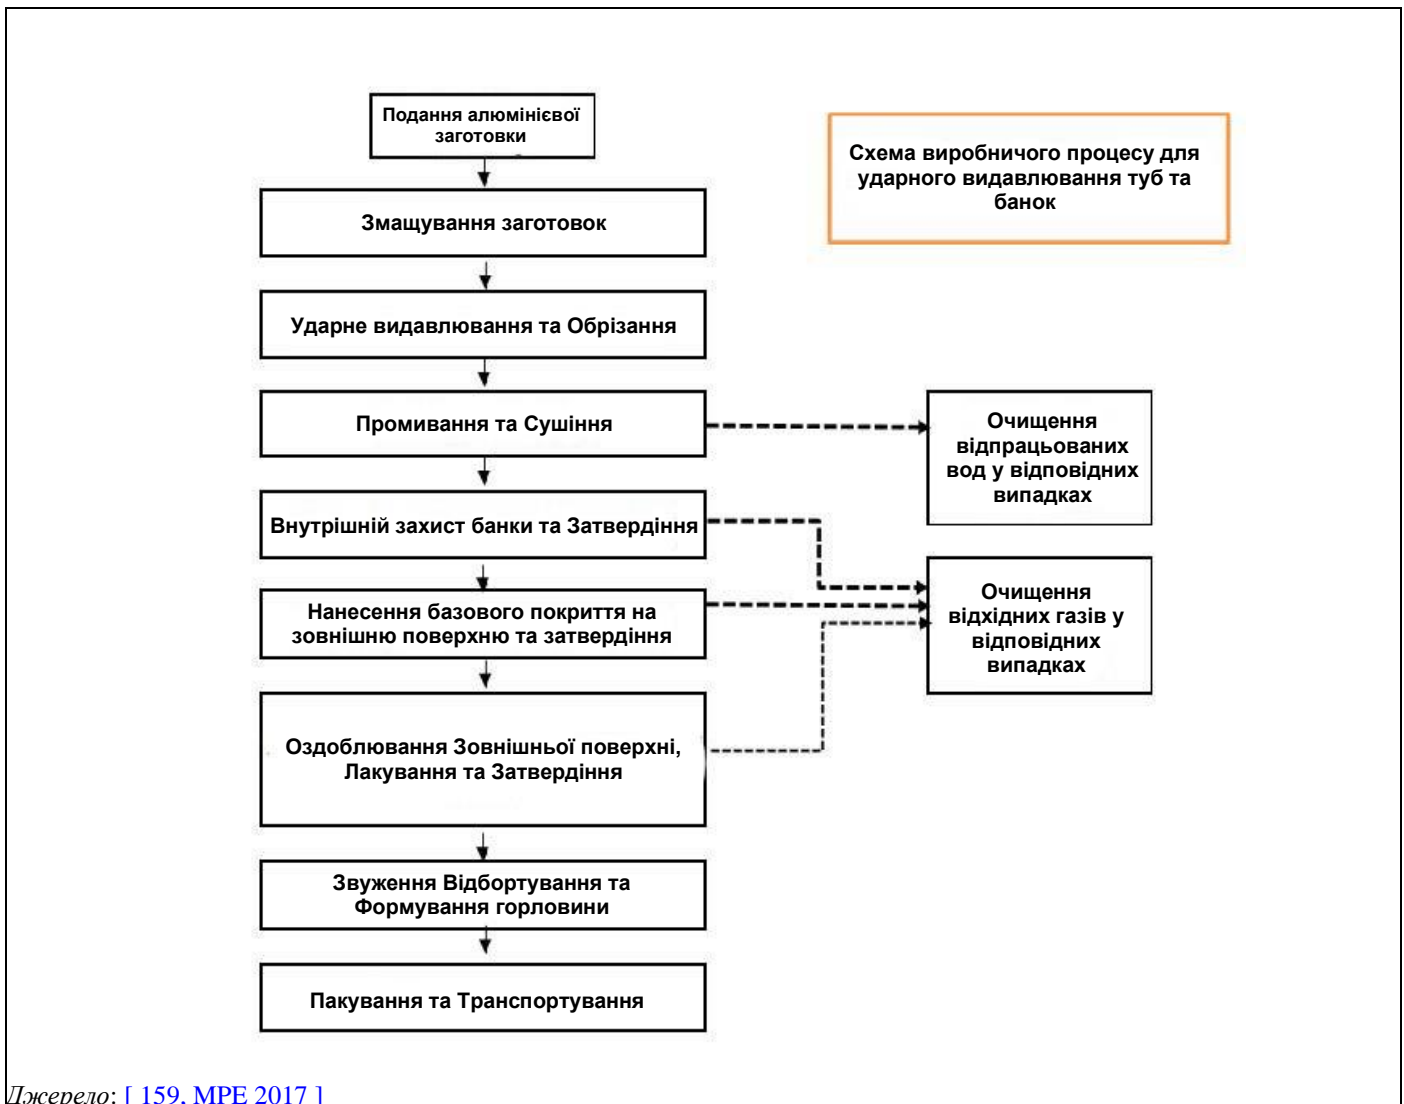 Подання алюмінієвої
заготовки
Схема виробничого процесу для
ударного видавлювання туб та
банок
Змащування заготовок
Ударне видавлювання та Обрізання
Промивання та Сушіння
Очищення
відпрацьованих
вод у відповідних
випадках
Внутрішній захист банки та Затвердіння
Нанесення базового покриття на
зовнішню поверхню та затвердіння
Очищення
відхідних газів у
відповідних
випадках
Оздоблювання Зовнішньої поверхні,
Лакування та Затвердіння
Звуження Відбортування та
Формування горловини
Пакування та Транспортування
Джерело: [ 159, MPE 2017 ]